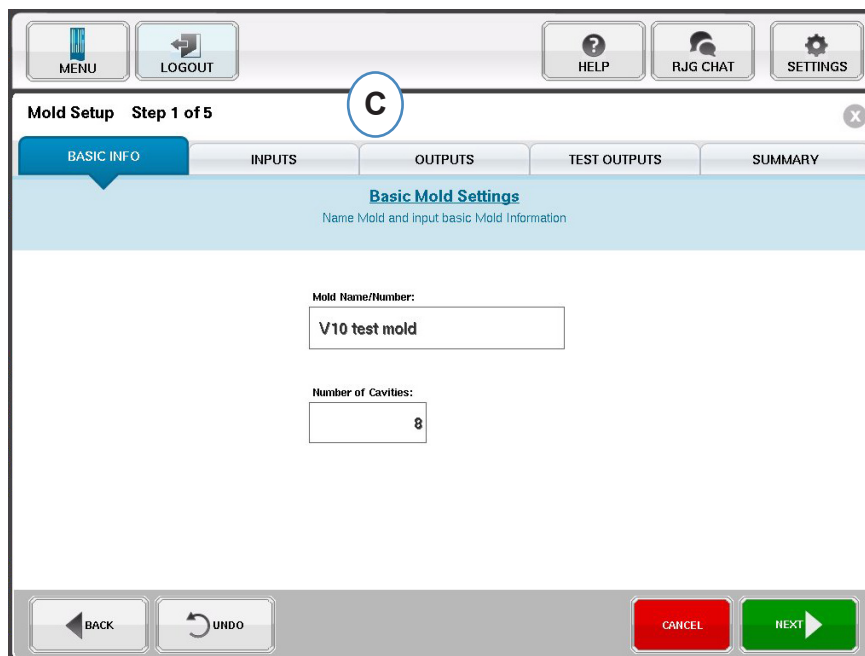 MENU
LOGOUT
HELP
RJG CHAT
SETTINGS
Mold Setup Step 1 of 5
C
X
BASIC INFO
INPUTS
OUTPUTS
TEST OUTPUTS
SUMMARY
Basic Mold Settings
Name Mold and input basic Mold Information
Mold Name/Number:
V10 test mold
Number of Cavities:
8
BACK
UNDO
CANCEL
NEXT